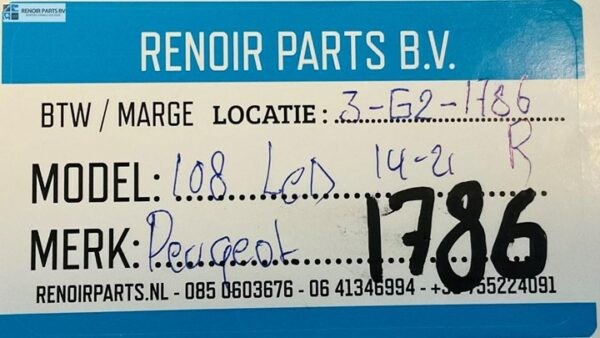 RENOIR PARTS BV
RENOIR PARTS B.V.
BTW / MARGE LOCATIE: 3-G2-1786
R
MODEL: 108 LED 14-21
MERK: Peugeot 1786
RENOIRPARTS.NL - 085 0603676 - 06 41346994 -